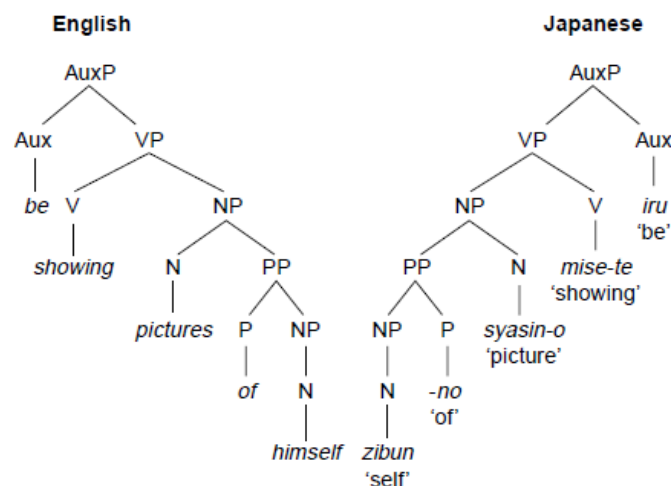 English Japanese
AuxP AuxP
Aux VP VP Aux
be V NP NP V iru
'be'
showing N PP PP N mise-te
'showing'
pictures P NP NP P syasin-o
'picture'
of N N -no
'of'
himself zibun
'self'